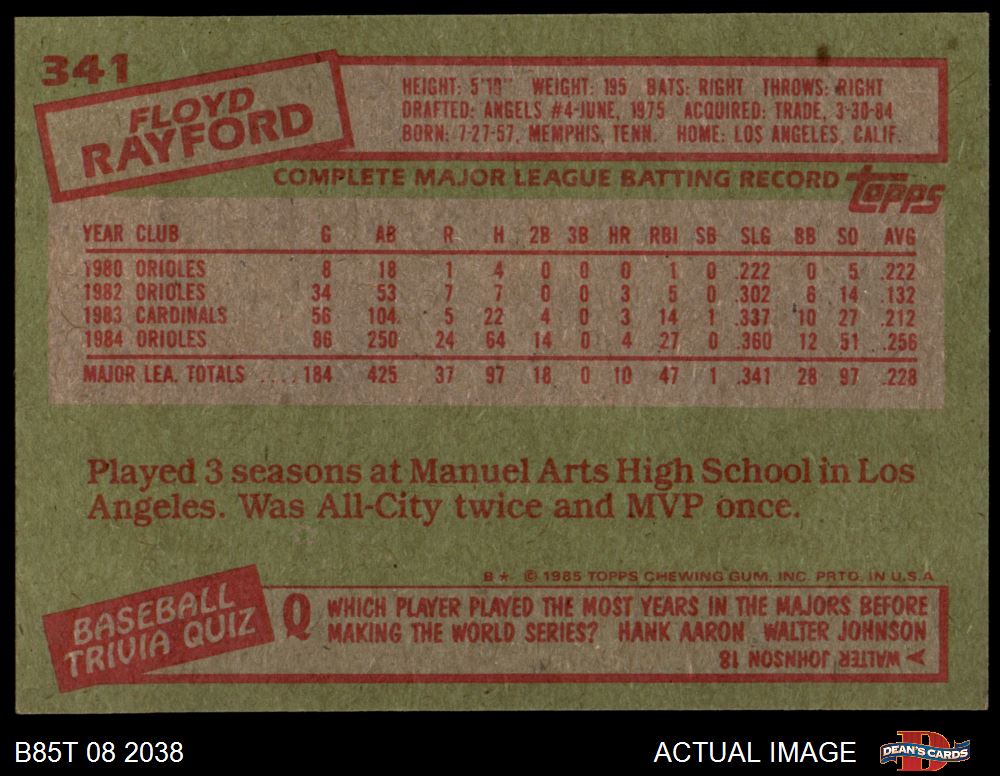 341
FLOYD
RAYFORD
HEIGHT: 5'10" WEIGHT: 195 BATS: RIGHT THROWS: RIGHT
DRAFTED: ANGELS #4-JUNE, 1975 ACQUIRED: TRADE, 3-30-84
BORN: 7-27-57, MEMPHIS, TENN. HOME: LOS ANGELES, CALIF.
COMPLETE MAJOR LEAGUE BATTING RECORD topps
YEAR CLUB G AB R H 2B 3B HR RBI SB SLG BB SO AVG
1980 ORIOLES 8 18 1 4 0 0 0 1 0 .222 0 5 .222
1982 ORIOLES 34 53 7 7 0 0 3 5 0 .302 6 14 .132
1983 CARDINALS 56 104 5 22 4 0 3 14 1 .337 10 27 .212
1984 ORIOLES 86 250 24 64 14 0 4 27 0 .360 12 51 .256
MAJOR LEA. TOTALS .... 184 425 37 97 18 0 10 47 1 .341 28 97 .228
Played 3 seasons at Manuel Arts High School in Los
Angeles. Was All-City twice and MVP once.
B * © 1985 TOPPS CHEWING GUM, INC. PRTD. IN U.S.A.
BASEBALL
TRIVIA QUIZ
Q WHICH PLAYER PLAYED THE MOST YEARS IN THE MAJORS BEFORE
MAKING THE WORLD SERIES? HANK AARON WALTER JOHNSON
A WALTER JOHNSON 18
B85T 08 2038
ACTUAL IMAGE
D
DEAN'S CARDS